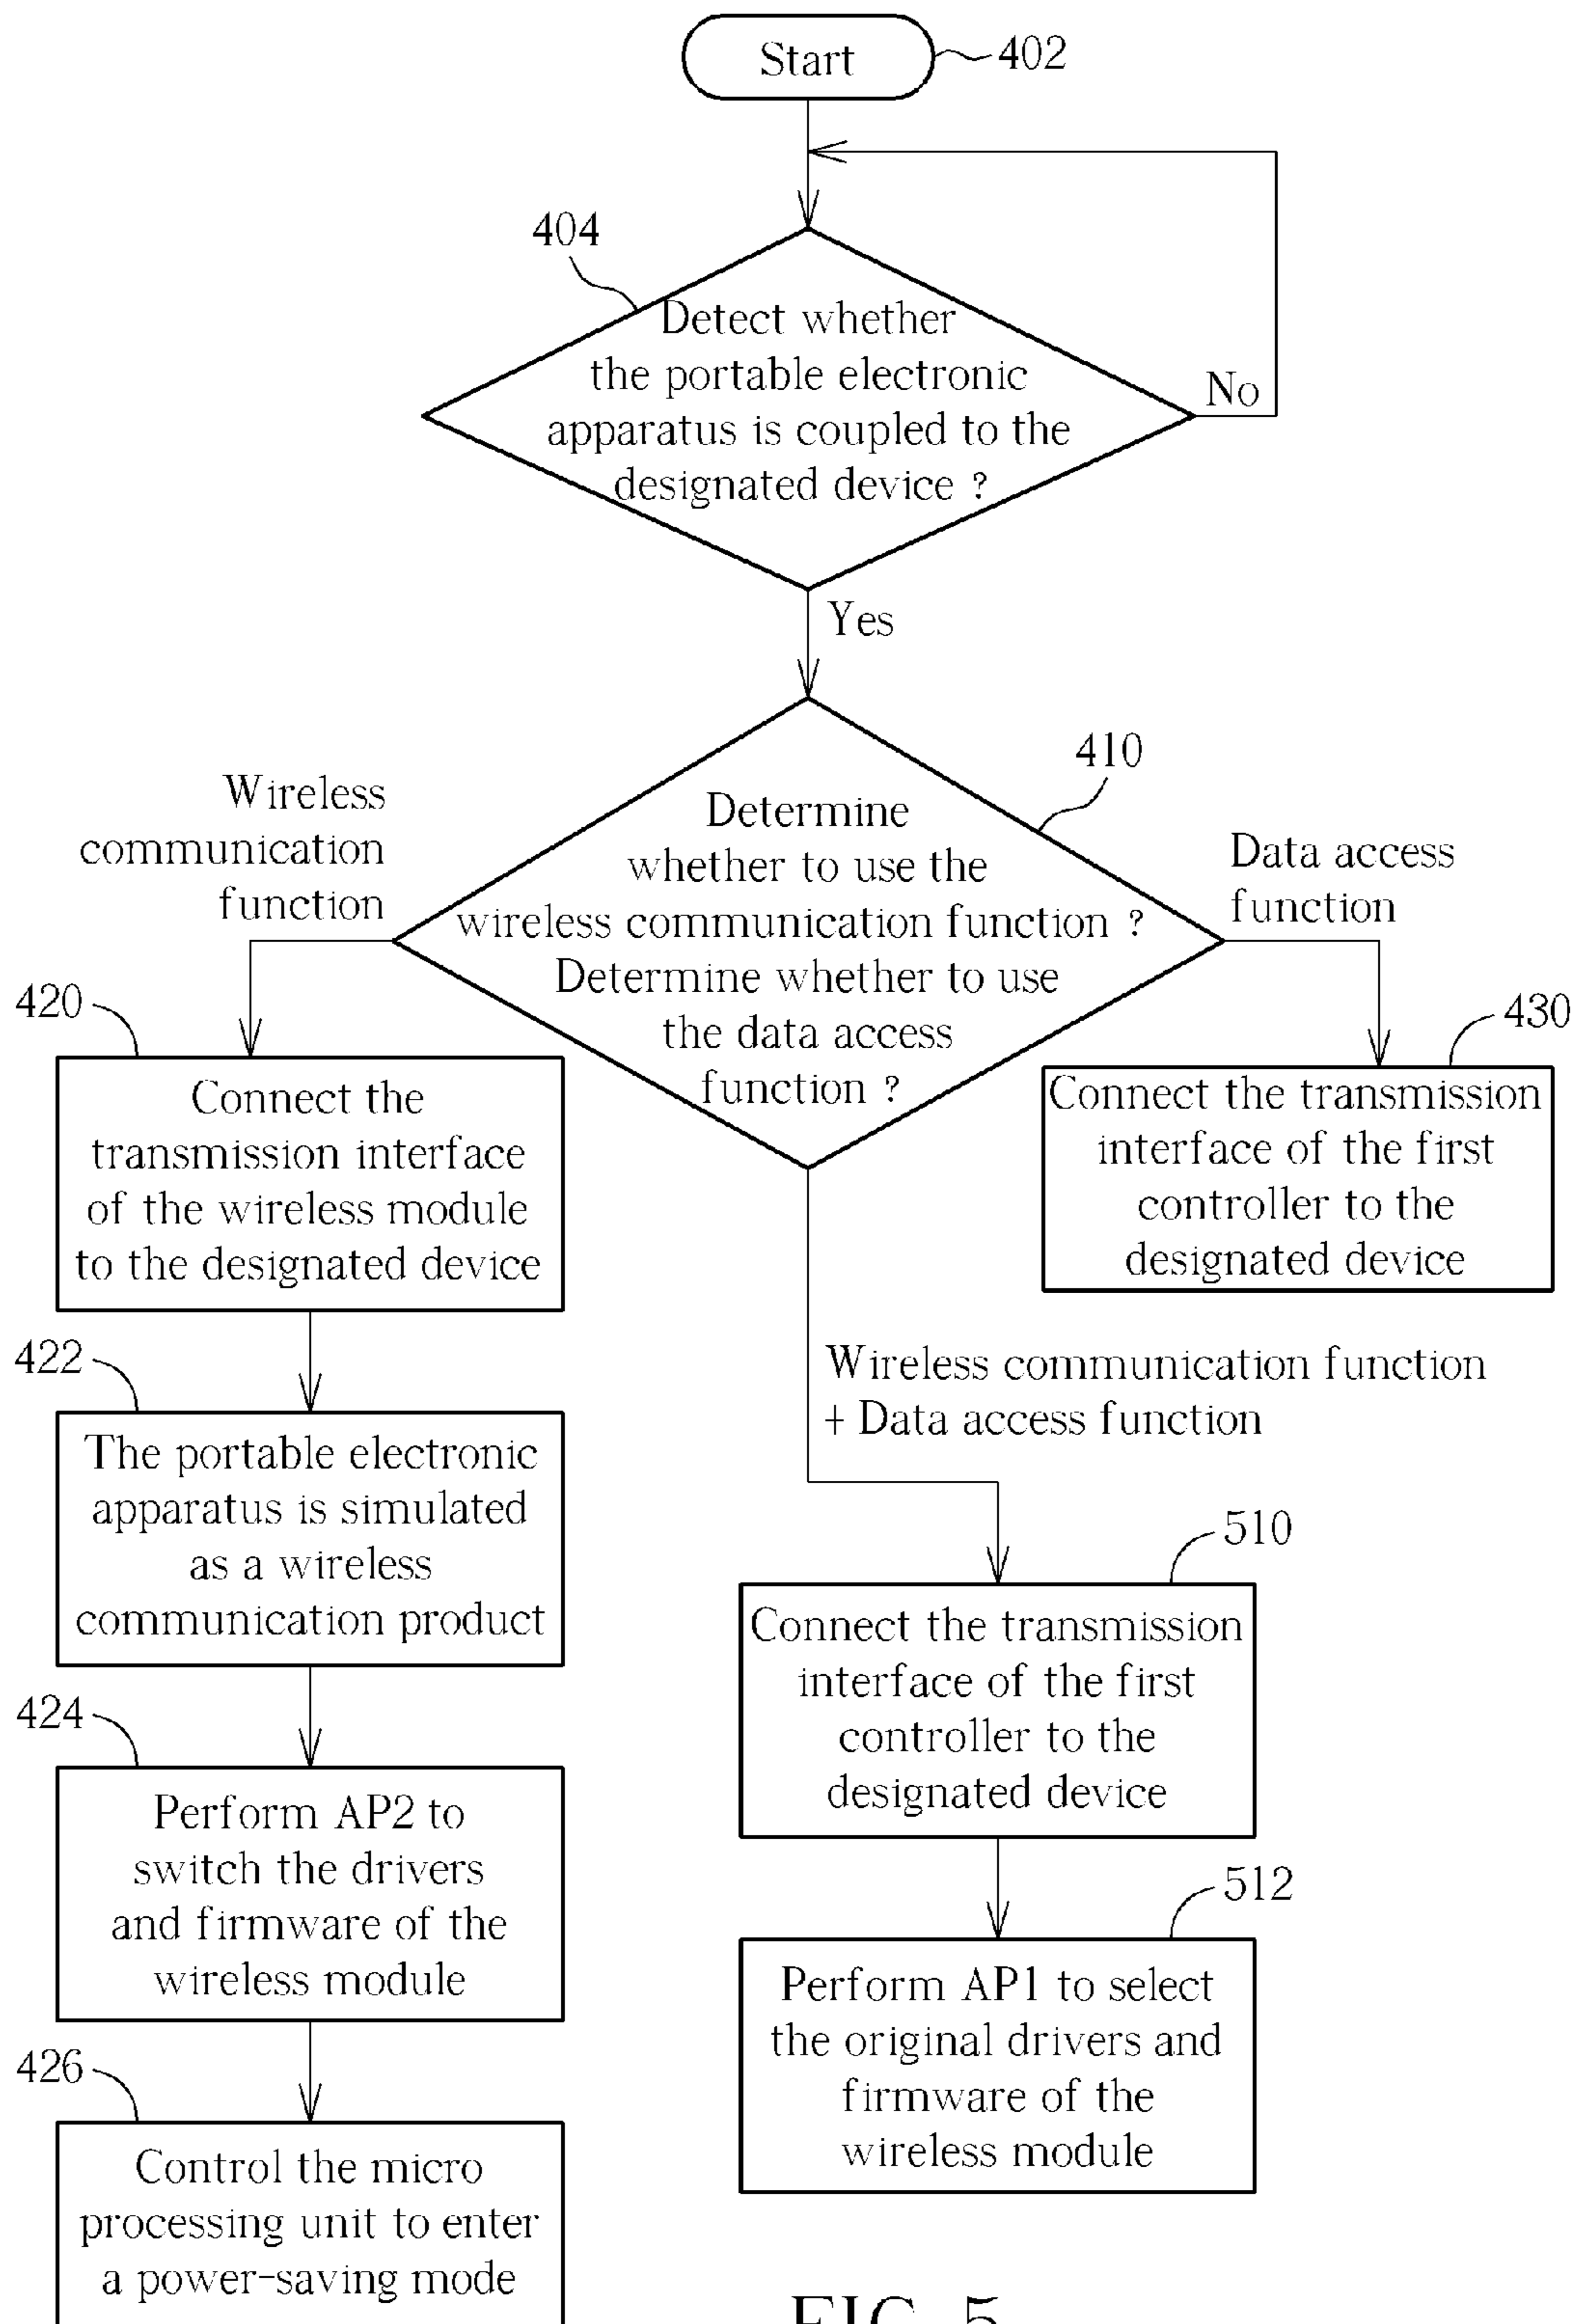 Start
402
404
Detect whether
the portable electronic
apparatus is coupled to the
designated device ?
No
Yes
410
Determine
whether to use the
wireless communication function ?
Determine whether to use
the data access
function ?
Wireless
communication
function
Data access
function
420
Connect the
transmission interface
of the wireless module
to the designated device
430
Connect the transmission
interface of the first
controller to the
designated device
422
The portable electronic
apparatus is simulated
as a wireless
communication product
Wireless communication function
+ Data access function
510
Connect the transmission
interface of the first
controller to the
designated device
424
Perform AP2 to
switch the drivers
and firmware of the
wireless module
512
Perform AP1 to select
the original drivers and
firmware of the
wireless module
426
Control the micro
processing unit to enter
a power-saving mode
FIG. 5